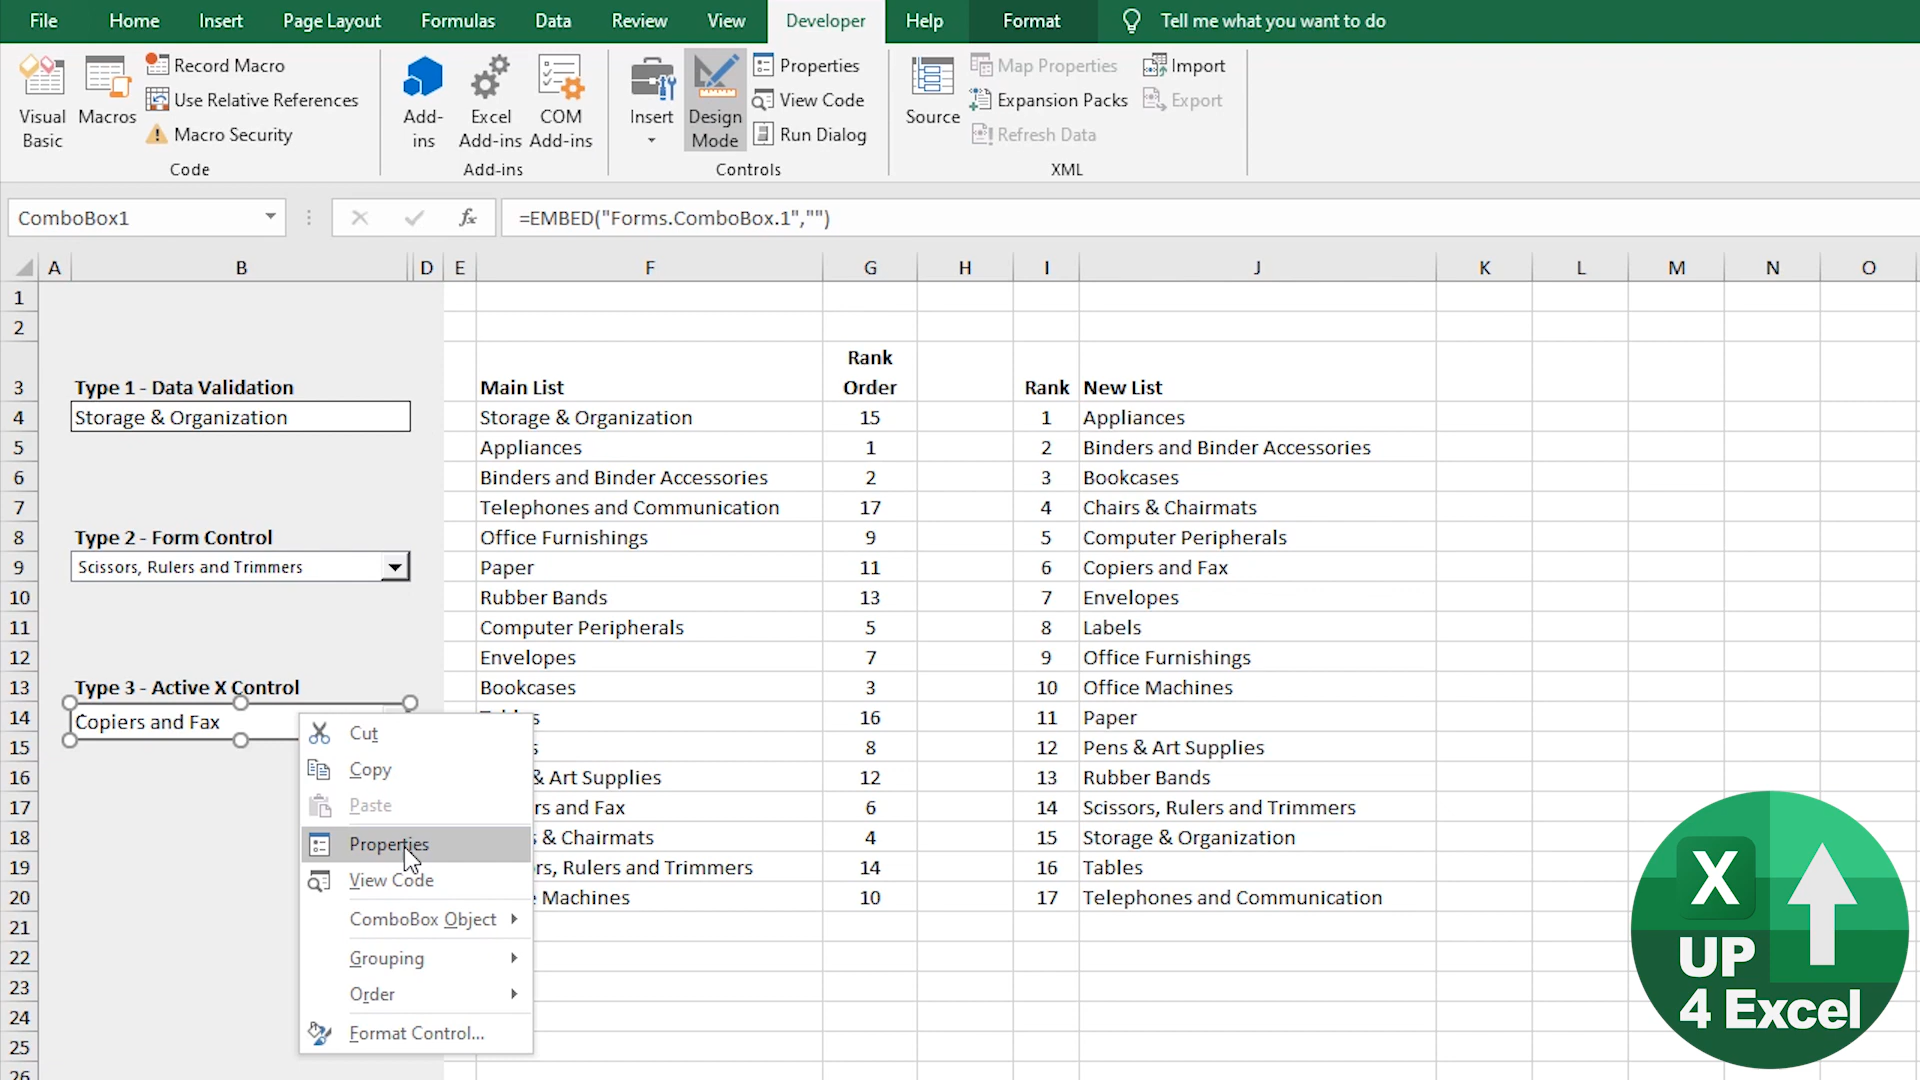 File Home Insert Page Layout Formulas Data Review View Developer Help Format Tell me what you want to do
Visual Basic
Macros
Record Macro
Use Relative References
Macro Security
Code
Add-ins
Excel Add-ins
COM Add-ins
Add-ins
Insert
Design Mode
Properties
View Code
Run Dialog
Controls
Source
Map Properties
Expansion Packs
Refresh Data
Import
Export
XML
ComboBox1 fx =EMBED("Forms.ComboBox.1","")
A B D E F G H I J K L M N O
1
2
Rank
3 Type 1 - Data Validation Main List Order Rank New List
4 Storage & Organization Storage & Organization 15 1 Appliances
5 Appliances 1 2 Binders and Binder Accessories
6 Binders and Binder Accessories 2 3 Bookcases
7 Telephones and Communication 17 4 Chairs & Chairmats
8 Type 2 - Form Control Office Furnishings 9 5 Computer Peripherals
9 Scissors, Rulers and Trimmers Paper 11 6 Copiers and Fax
10 Rubber Bands 13 7 Envelopes
11 Computer Peripherals 5 8 Labels
12 Envelopes 7 9 Office Furnishings
13 Type 3 - Active X Control Bookcases 3 10 Office Machines
14 Copiers and Fax 16 11 Paper
15 8 12 Pens & Art Supplies
16 & Art Supplies 12 13 Rubber Bands
17 rs and Fax 6 14 Scissors, Rulers and Trimmers
18 & Chairmats 4 15 Storage & Organization
19 rs, Rulers and Trimmers 14 16 Tables
20 Machines 10 17 Telephones and Communication
21
22
23
24
25
26
Cut
Copy
Paste
Properties
View Code
ComboBox Object
Grouping
Order
Format Control...
X
UP
4 Excel